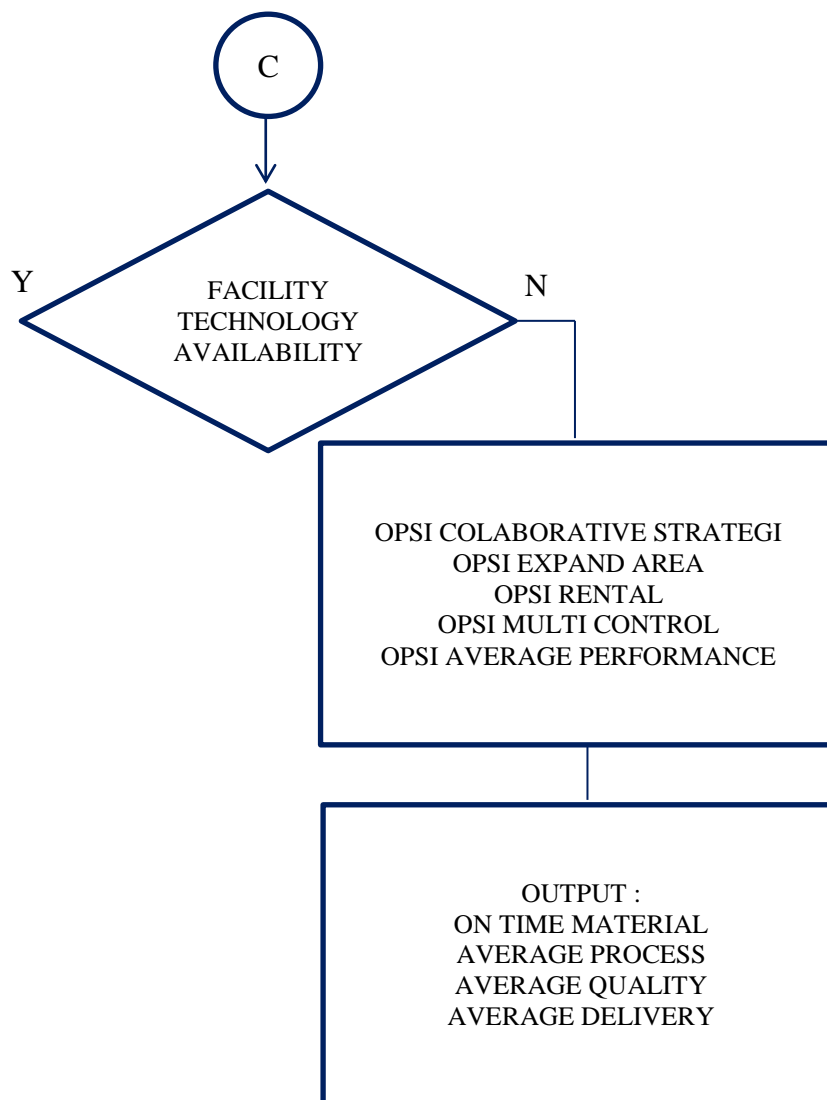 C
Y
N
FACILITY
TECHNOLOGY
AVAILABILITY
OPSI COLABORATIVE STRATEGI
OPSI EXPAND AREA
OPSI RENTAL
OPSI MULTI CONTROL
OPSI AVERAGE PERFORMANCE
OUTPUT :
ON TIME MATERIAL
AVERAGE PROCESS
AVERAGE QUALITY
AVERAGE DELIVERY